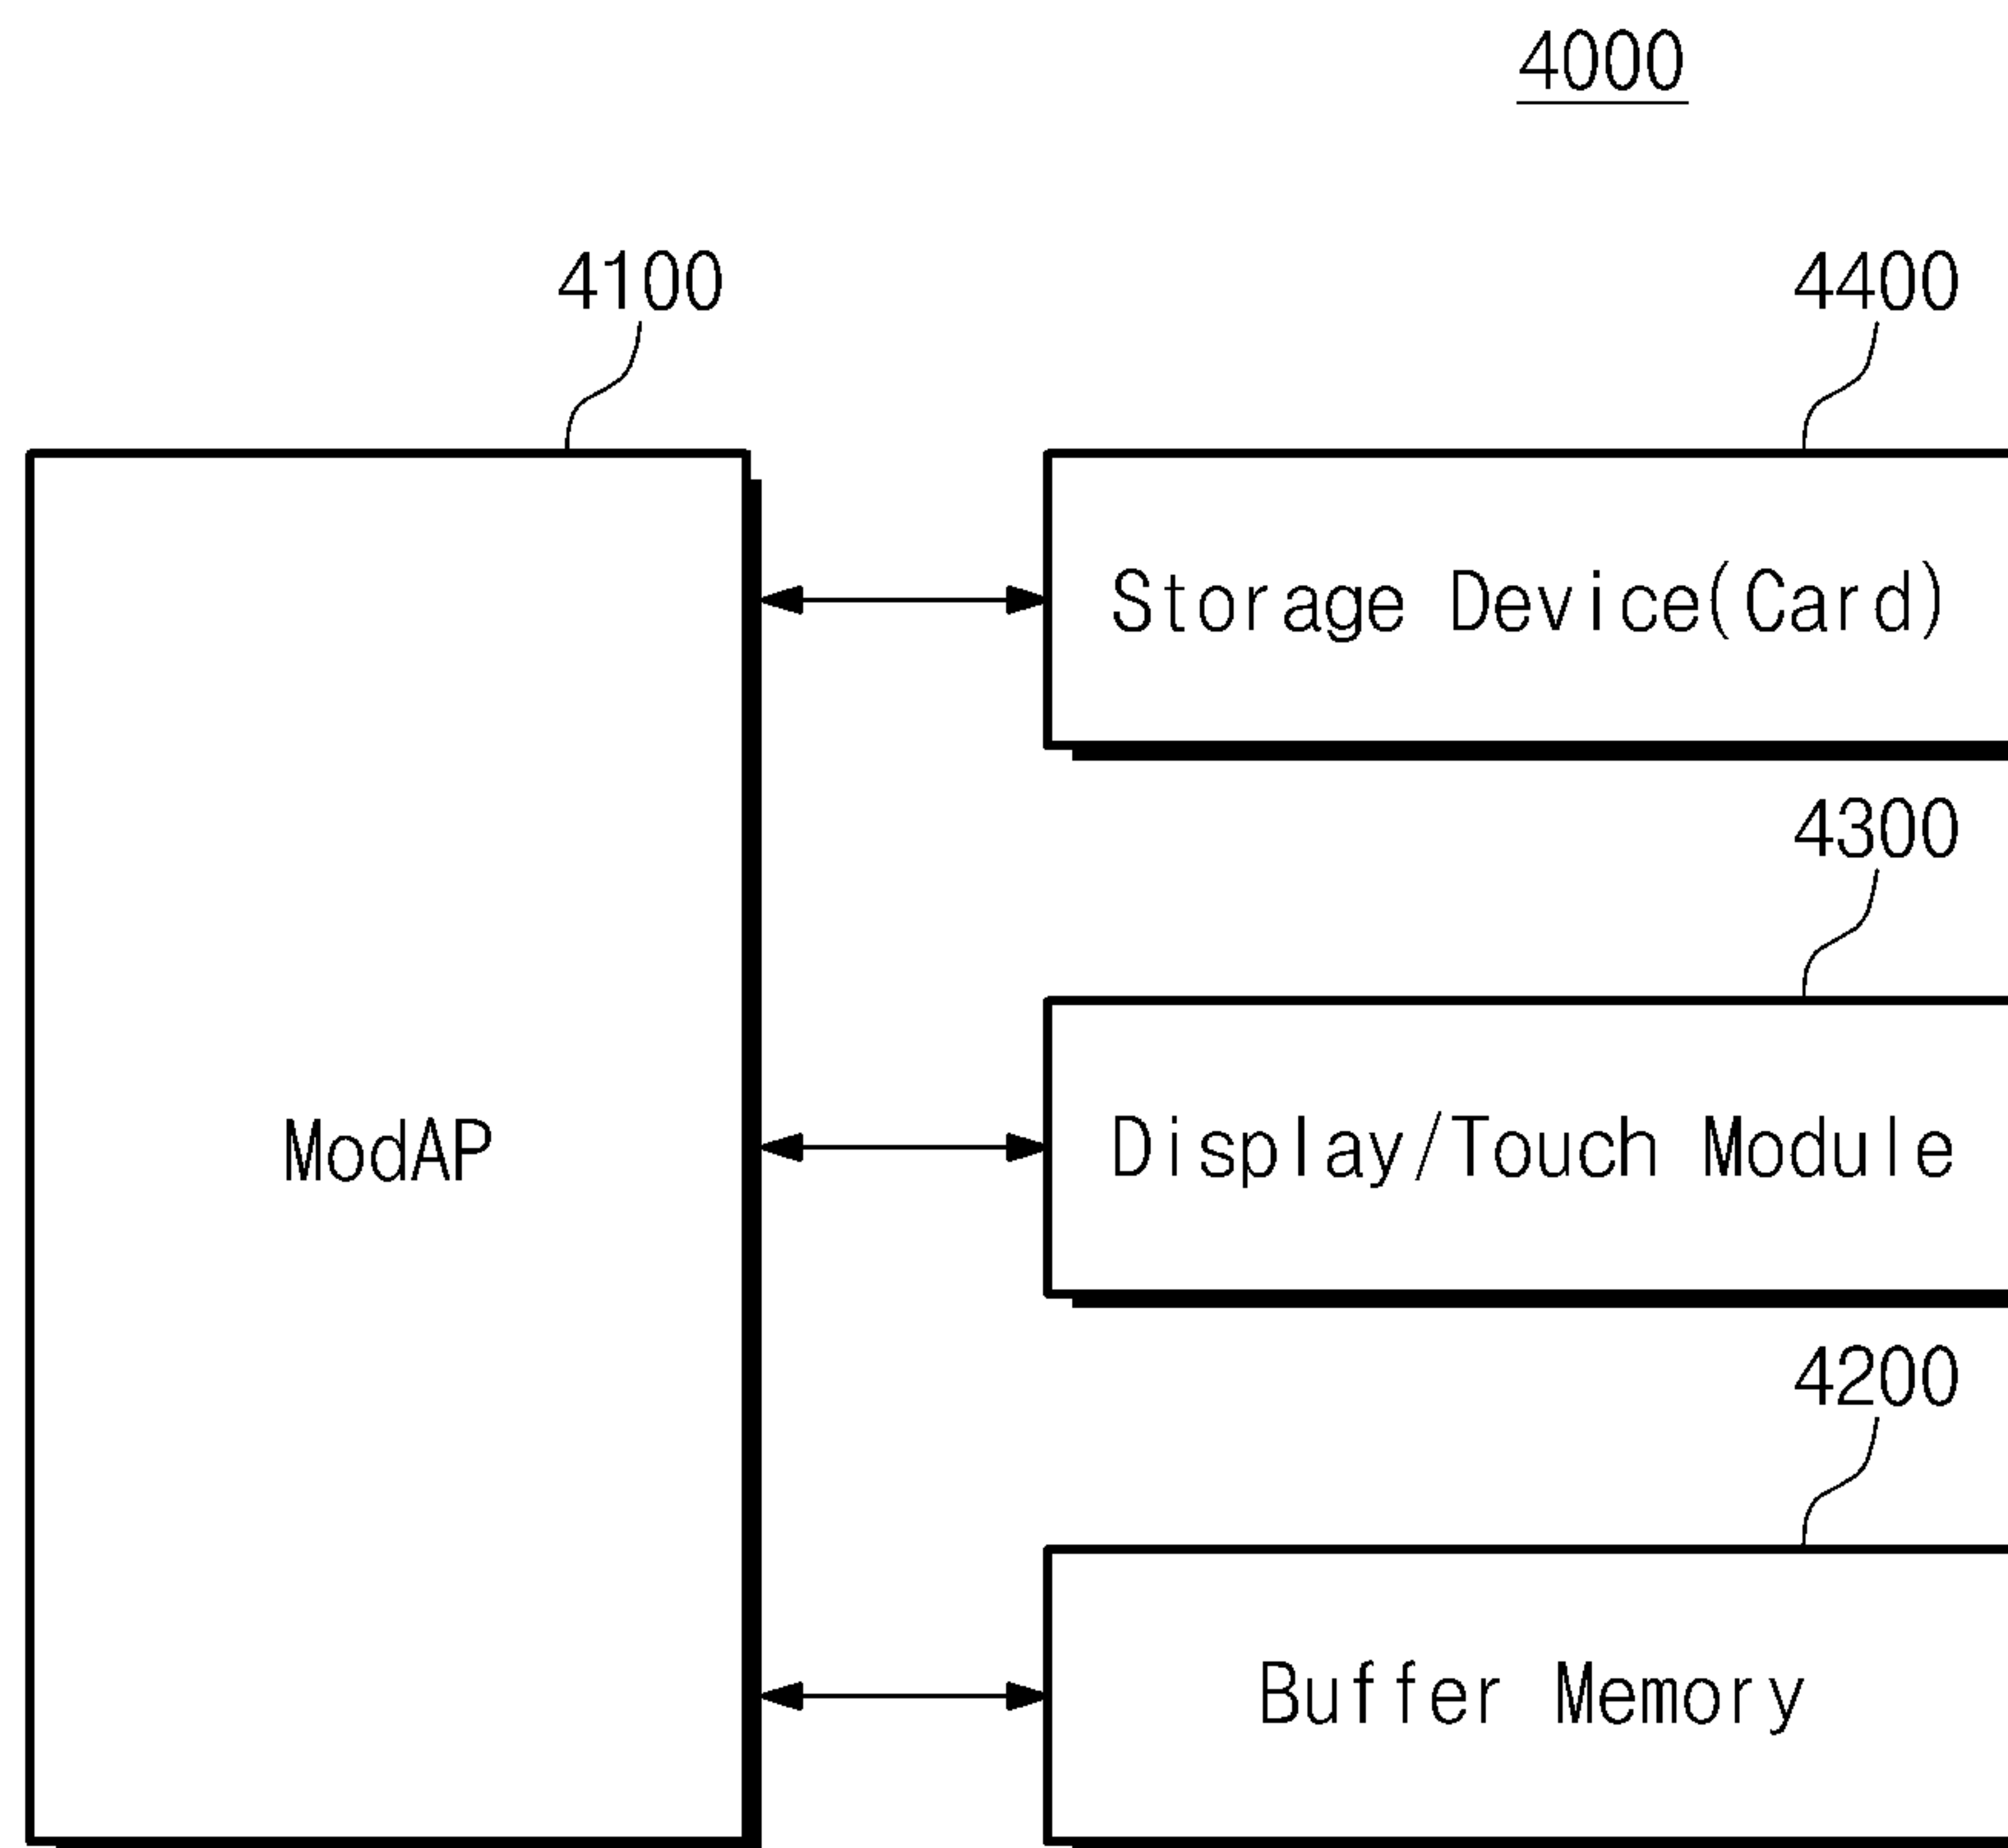 4000
4100
4400
Storage Device(Card)
4300
ModAP
Display/Touch Module
4200
Buffer Memory